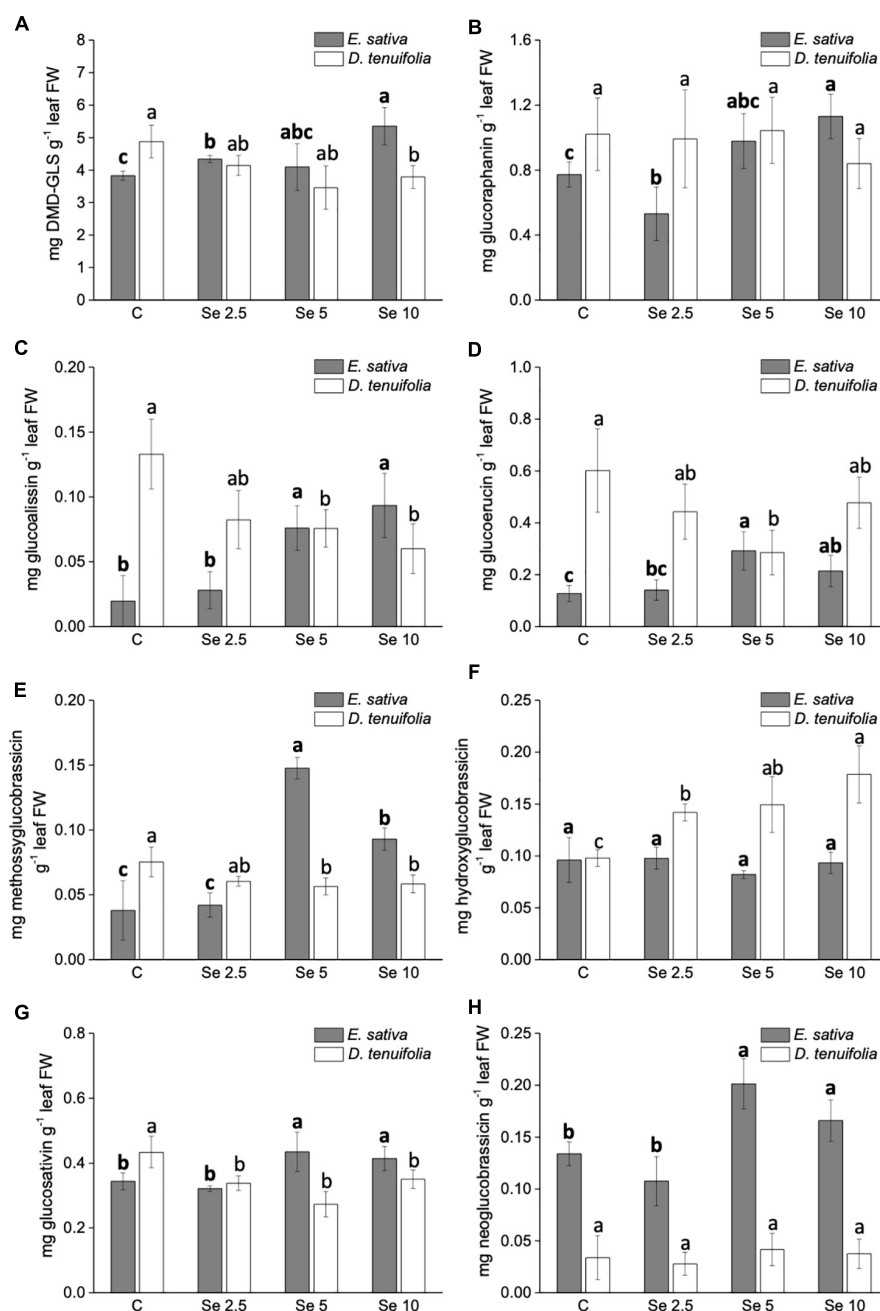 A
mg DMD-GLS g⁻¹ leaf FW
8
7
6
5
4
3
2
1
0
E. sativa
D. tenuifolia
c a b ab abc ab a b
C Se 2.5 Se 5 Se 10
B
mg glucoraphanin g⁻¹ leaf FW
1.6
1.2
0.8
0.4
0.0
E. sativa
D. tenuifolia
c a b a abc a a a
C Se 2.5 Se 5 Se 10
C
mg glucoalissin g⁻¹ leaf FW
0.20
0.15
0.10
0.05
0.00
E. sativa
D. tenuifolia
b a b ab a b a b
C Se 2.5 Se 5 Se 10
D
mg glucoerucin g⁻¹ leaf FW
1.0
0.8
0.6
0.4
0.2
0.0
E. sativa
D. tenuifolia
c a bc ab a b ab ab
C Se 2.5 Se 5 Se 10
E
mg methossyglucobrassicin
g⁻¹ leaf FW
0.20
0.15
0.10
0.05
0.00
E. sativa
D. tenuifolia
c a c ab a b b b
C Se 2.5 Se 5 Se 10
F
mg hydroxyglucobrassicin
g⁻¹ leaf FW
0.25
0.20
0.15
0.10
0.05
0.00
E. sativa
D. tenuifolia
a c a b a ab a a
C Se 2.5 Se 5 Se 10
G
mg glucosativin g⁻¹ leaf FW
0.8
0.6
0.4
0.2
0.0
E. sativa
D. tenuifolia
b a b b a b a b
C Se 2.5 Se 5 Se 10
H
mg neoglucobrassicin g⁻¹ leaf FW
0.25
0.20
0.15
0.10
0.05
0.00
E. sativa
D. tenuifolia
b a b a a a a a
C Se 2.5 Se 5 Se 10